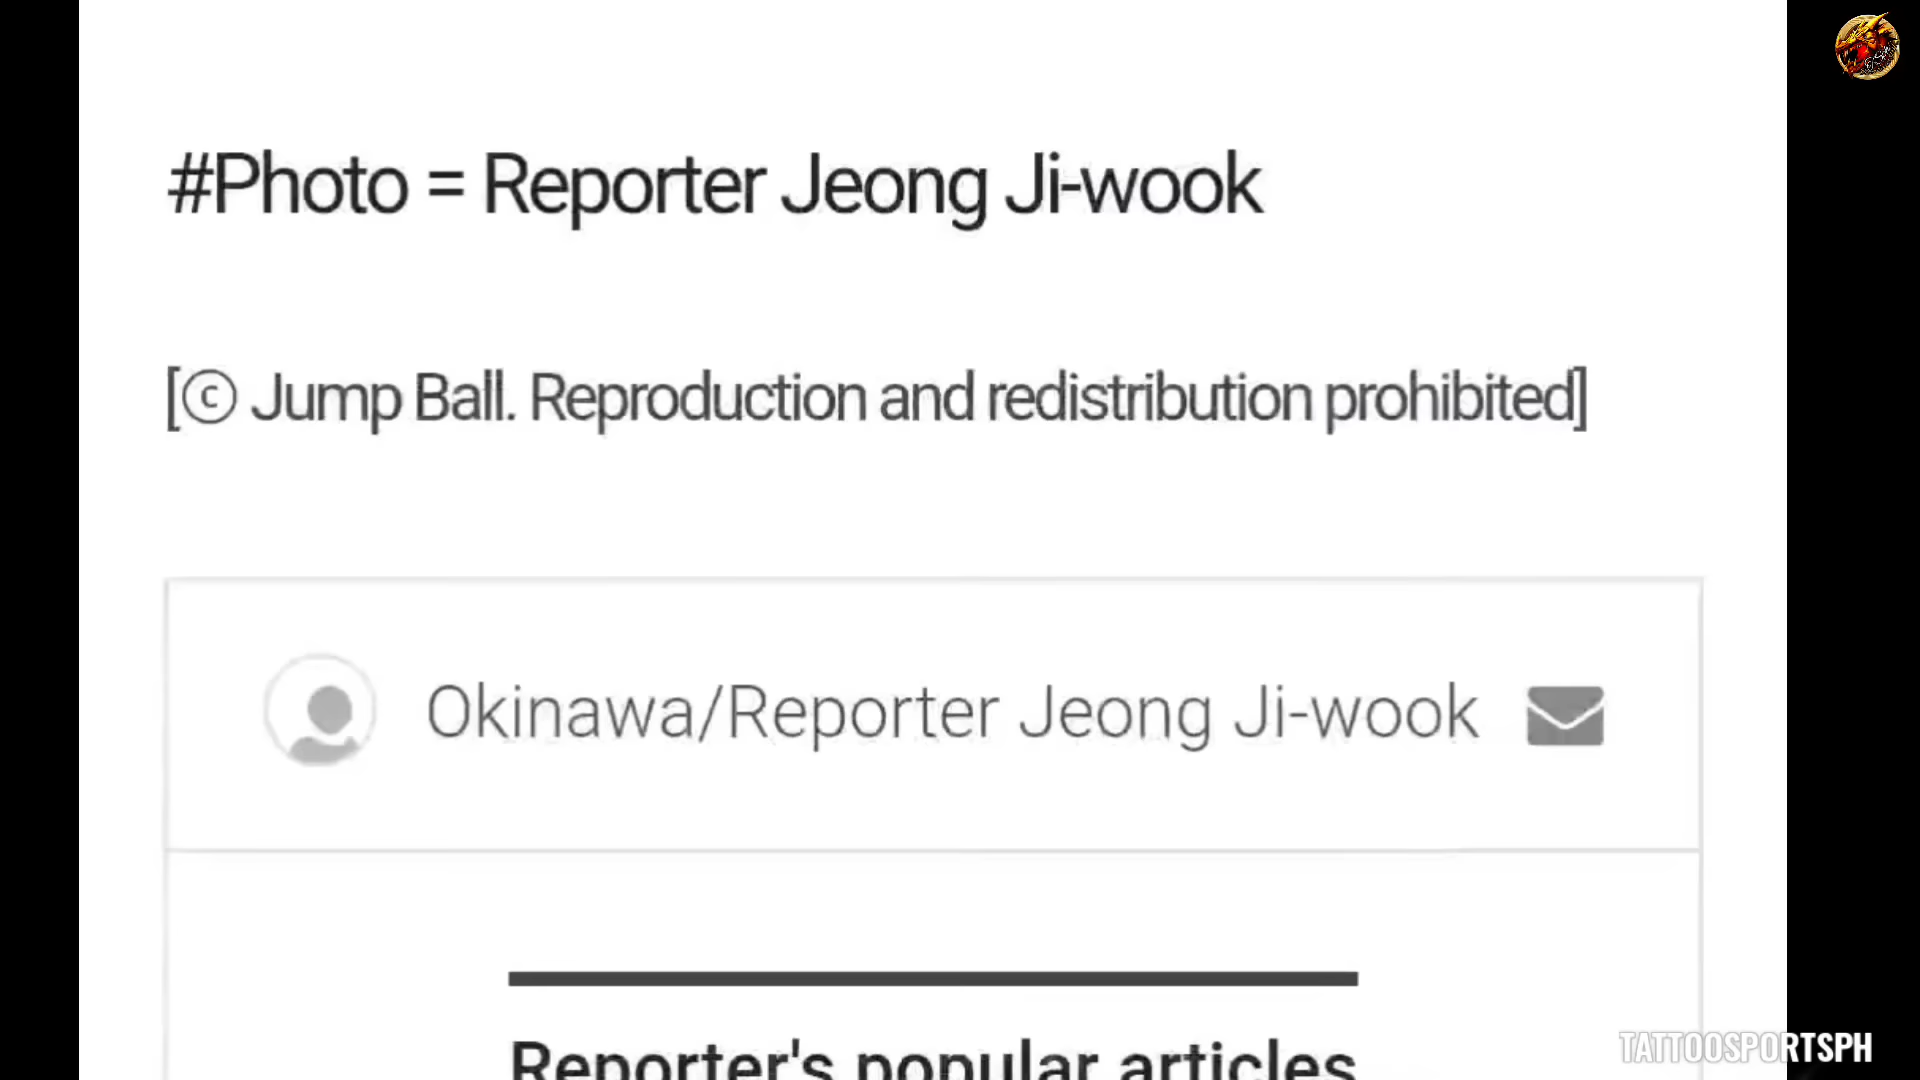 #Photo = Reporter Jeong Ji-wook
[ⓒ Jump Ball. Reproduction and redistribution prohibited]
Okinawa/Reporter Jeong Ji-wook
Reporter's popular articles
TATTOOSPORTSPH